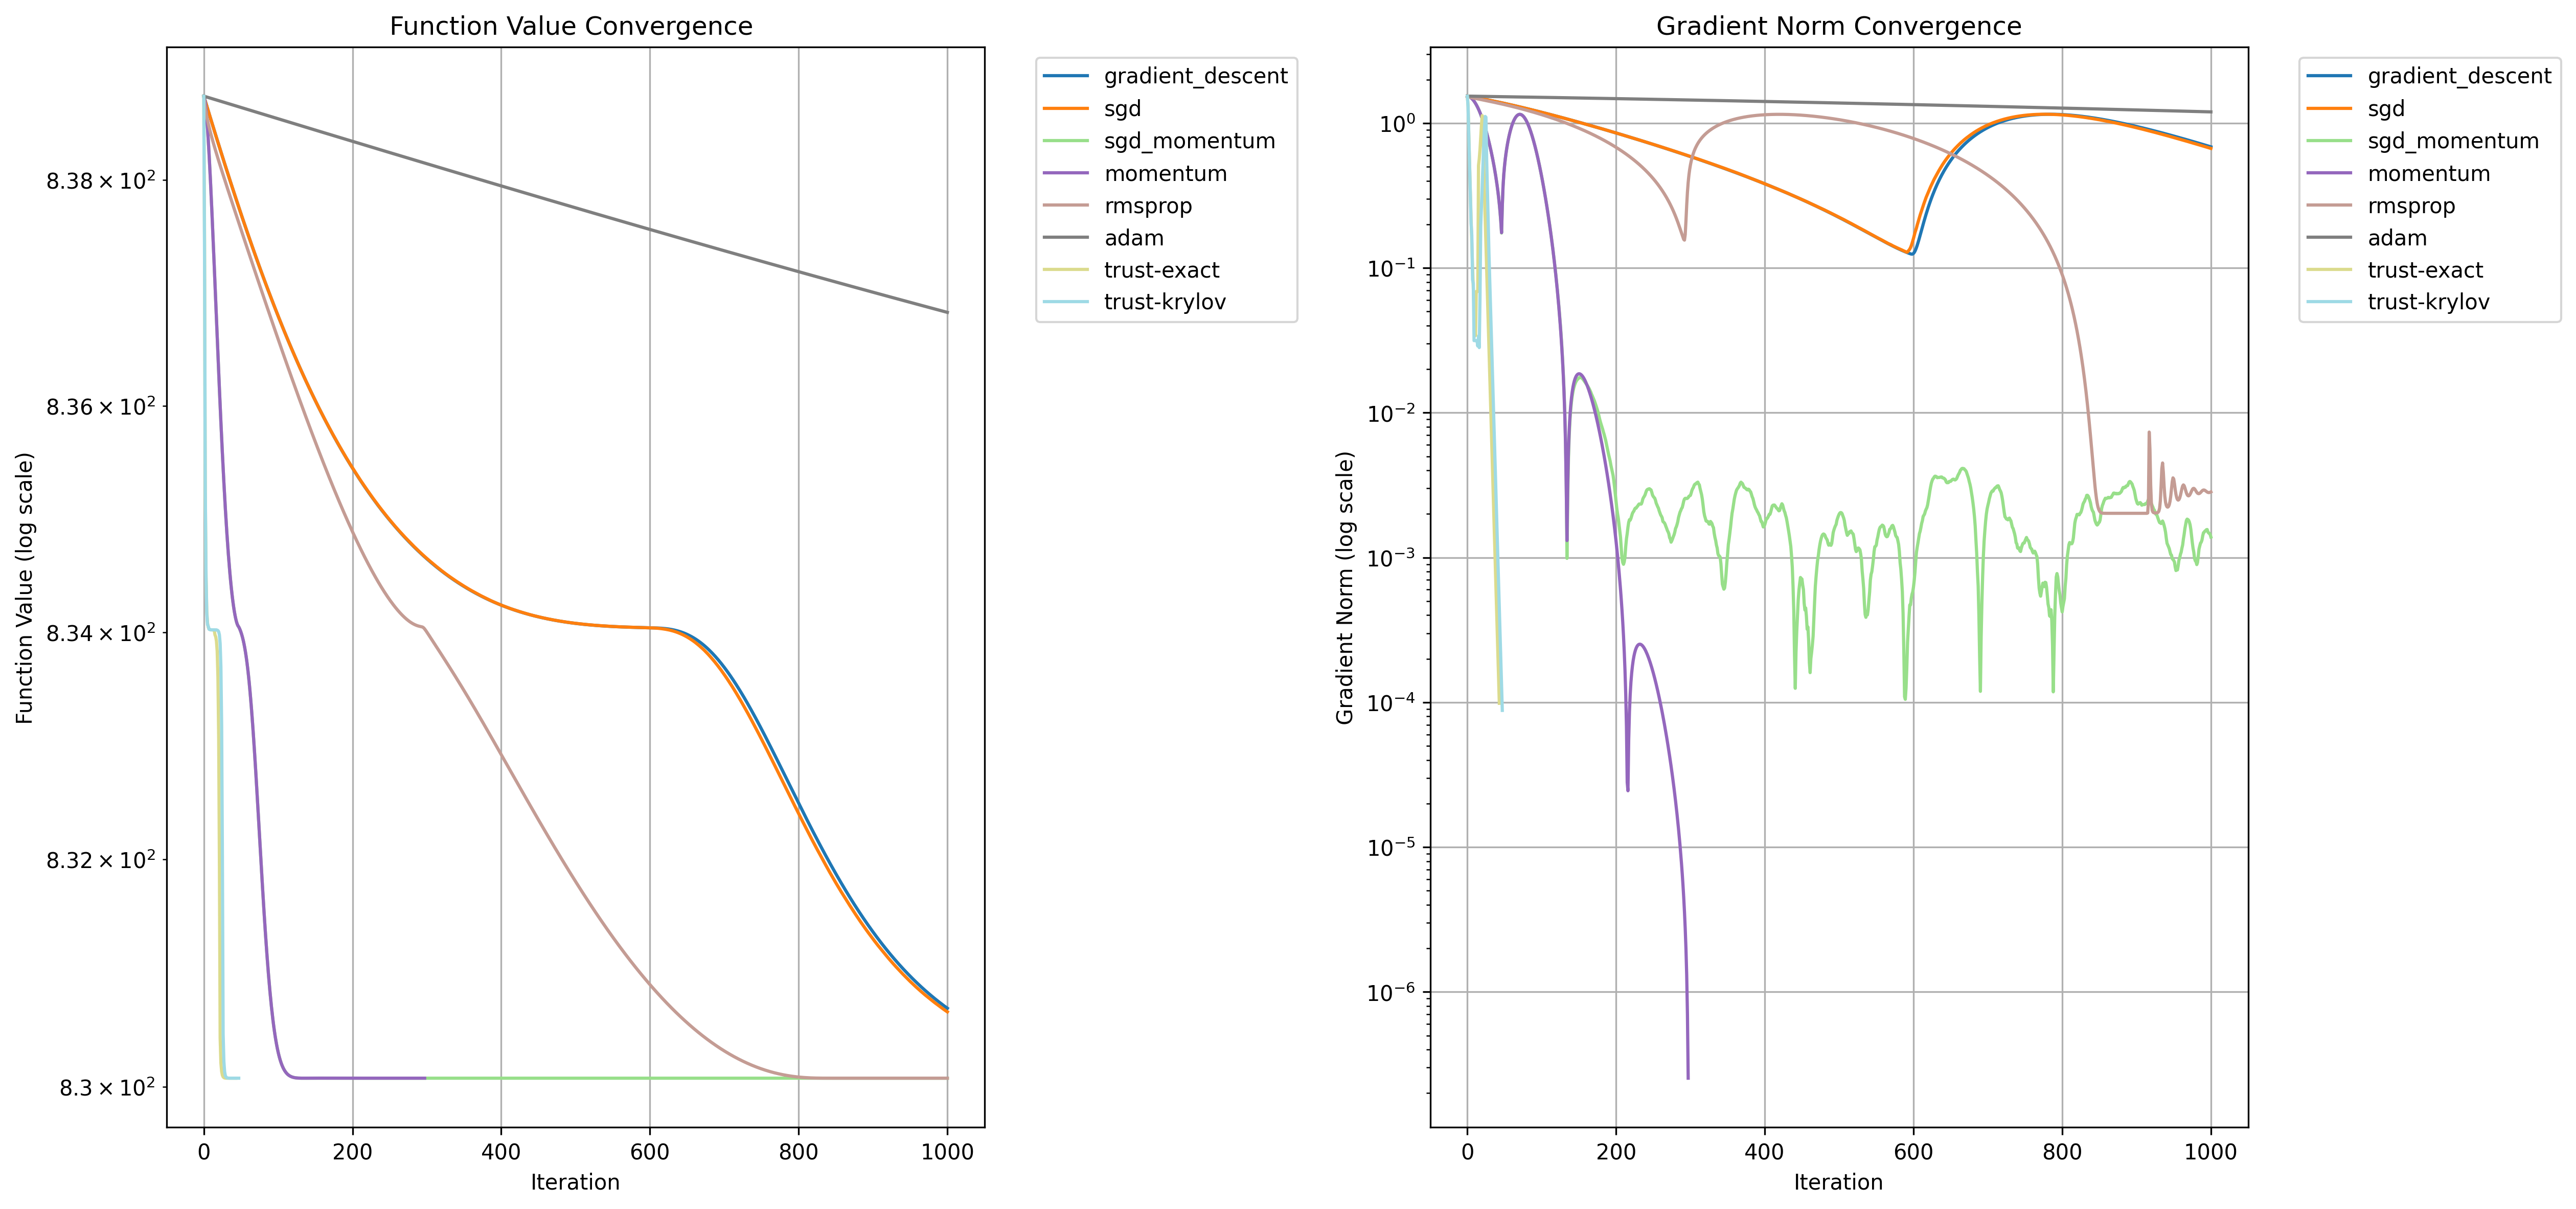 Function Value Convergence
Function Value (log scale)
8.38 × 10²
8.36 × 10²
8.34 × 10²
8.32 × 10²
8.3 × 10²
0 200 400 600 800 1000
Iteration
gradient_descent
sgd
sgd_momentum
momentum
rmsprop
adam
trust-exact
trust-krylov
Gradient Norm Convergence
Gradient Norm (log scale)
10⁰
10⁻¹
10⁻²
10⁻³
10⁻⁴
10⁻⁵
10⁻⁶
0 200 400 600 800 1000
Iteration
gradient_descent
sgd
sgd_momentum
momentum
rmsprop
adam
trust-exact
trust-krylov